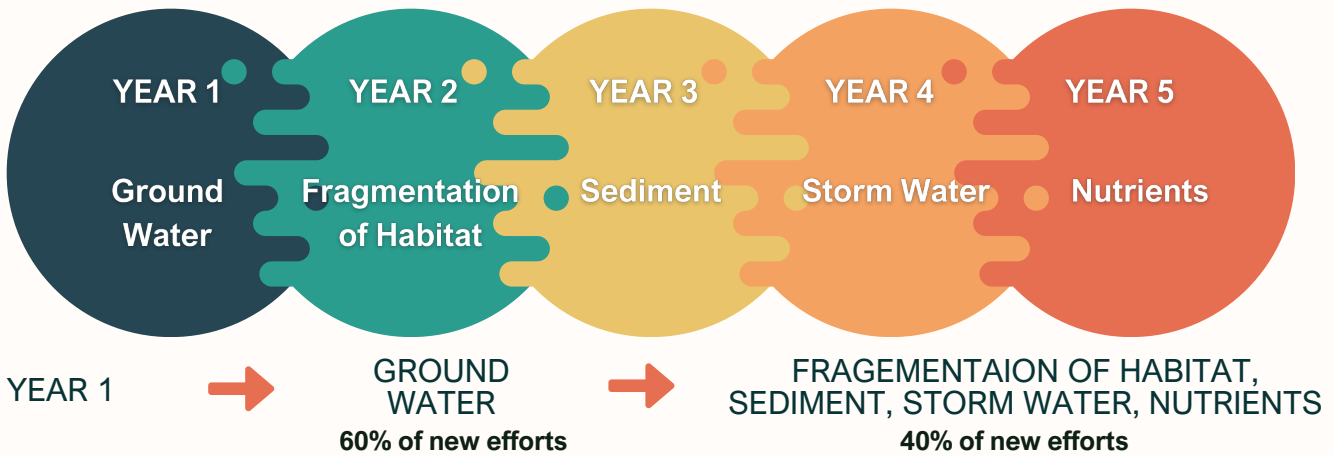 YEAR 1
Ground
Water
YEAR 2
Fragmentation
of Habitat
YEAR 3
Sediment
YEAR 4
Storm Water
YEAR 5
Nutrients
YEAR 1
GROUND
WATER
60% of new efforts
FRAGEMENTAION OF HABITAT,
SEDIMENT, STORM WATER, NUTRIENTS
40% of new efforts